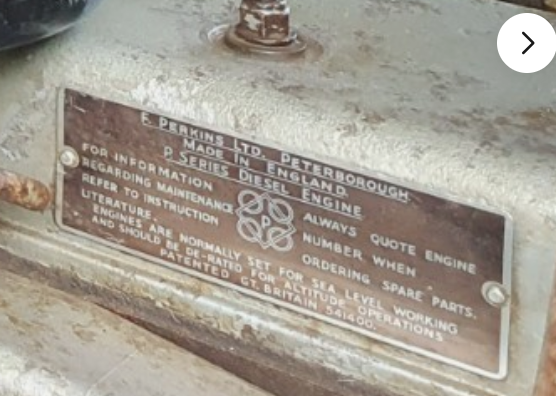 F. PERKINS LTD. PETERBOROUGH
MADE IN ENGLAND.
P SERIES DIESEL ENGINE
FOR INFORMATION
REGARDING MAINTENANCE
REFER TO INSTRUCTION
LITERATURE.
P
ALWAYS QUOTE ENGINE
NUMBER WHEN
ORDERING SPARE PARTS.
ENGINES ARE NORMALLY SET FOR SEA LEVEL WORKING
AND SHOULD BE DE-RATED FOR ALTITUDE OPERATIONS
PATENTED GT. BRITAIN 541400.